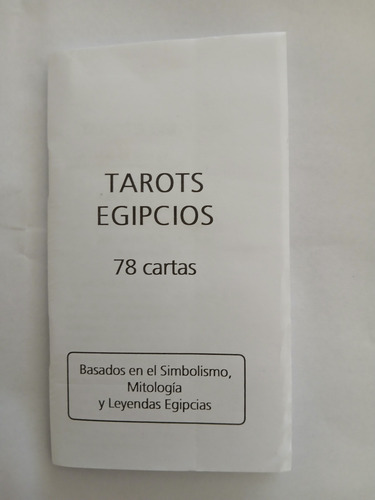 TAROTS
EGIPCIOS
78 cartas
Basados en el Simbolismo,
Mitología
y Leyendas Egipcias